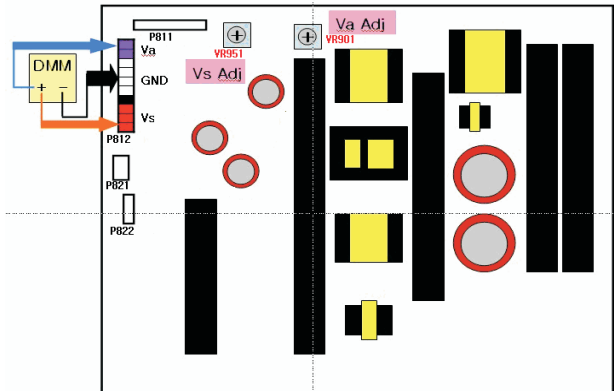 P811
Va Adj
VR951
VR901
Va
DMM
+ −
GND
Vs Adj
Vs
P812
P821
P822